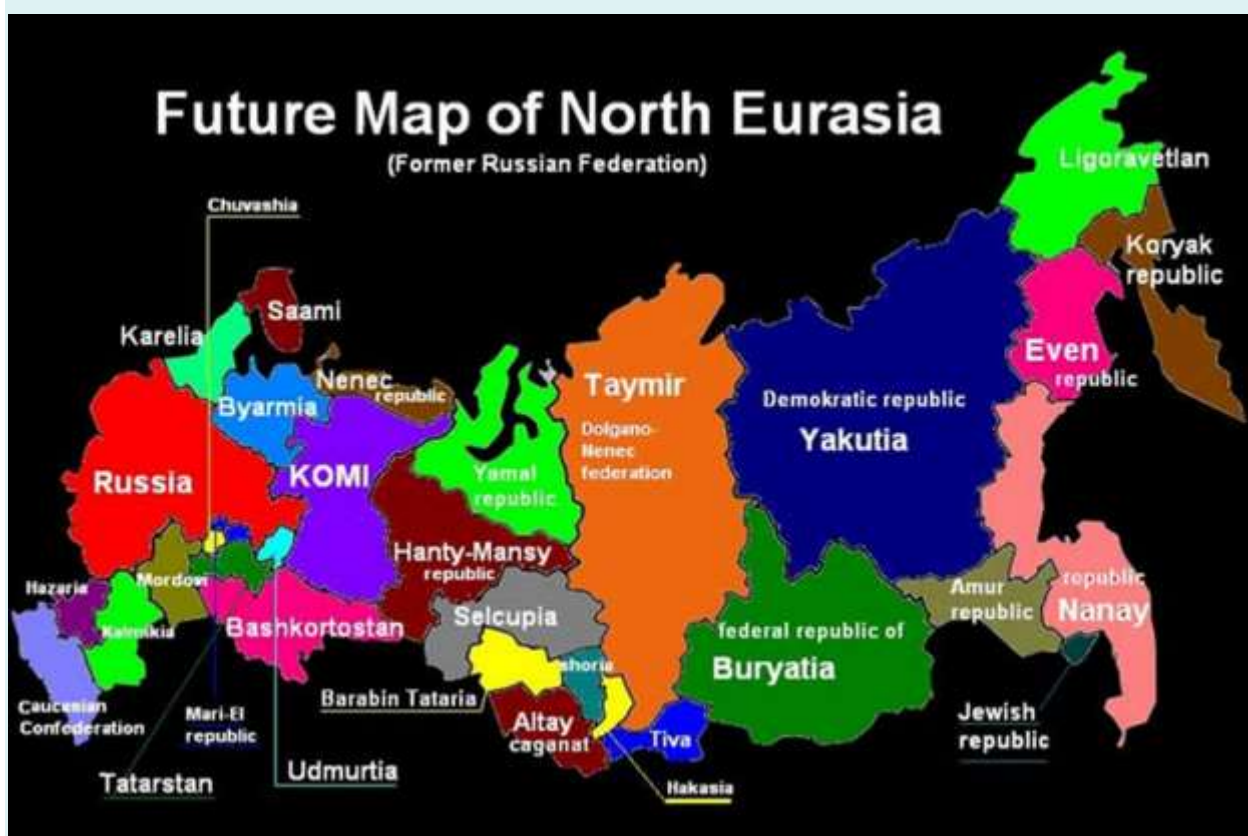 Future Map of North Eurasia
(Former Russian Federation)
Chuvashia
Ligoravetlan
Koryak
republic
Saami
Karelia
Nenec
republic
Byarmia
Even
republic
Taymir
Dolgano-
Nenec
federation
Demokratic republic
Yakutia
Russia
KOMI
Yamal
republic
Hanty-Mansy
republic
Mordow
Hazaria
Kalmikia
Bashkortostan
Selcupia
shoria
Amur
republic
republic
Nanay
federal republic of
Buryatia
Barabin Tataria
Altay
caganat
Tiva
Caucasian
Confederation
Mari-El
republic
Jewish
republic
Tatarstan
Udmurtia
Hakasia